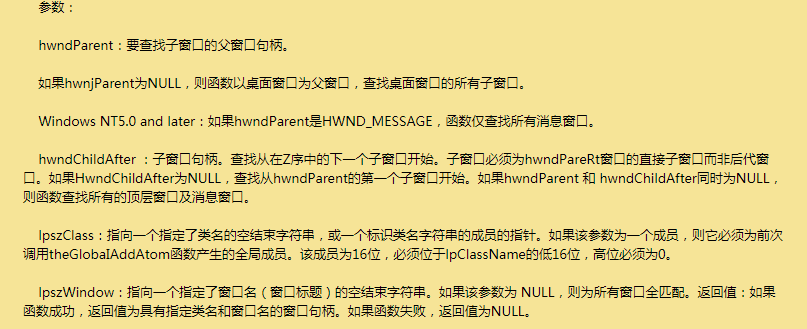 参数：
hwndParent：要查找子窗口的父窗口句柄。
如果hwnjParent为NULL，则函数以桌面窗口为父窗口，查找桌面窗口的所有子窗口。
Windows NT5.0 and later：如果hwndParent是HWND_MESSAGE，函数仅查找所有消息窗口。
hwndChildAfter ：子窗口句柄。查找从在Z序中的下一个子窗口开始。子窗口必须为hwndPareRt窗口的直接子窗口而非后代窗
口。如果HwndChildAfter为NULL，查找从hwndParent的第一个子窗口开始。如果hwndParent 和 hwndChildAfter同时为NULL，
则函数查找所有的顶层窗口及消息窗口。
lpszClass：指向一个指定了类名的空结束字符串，或一个标识类名字符串的成员的指针。如果该参数为一个成员，则它必须为前次
调用theGlobaIAddAtom函数产生的全局成员。该成员为16位，必须位于lpClassName的低16位，高位必须为0。
lpszWindow：指向一个指定了窗口名（窗口标题）的空结束字符串。如果该参数为 NULL，则为所有窗口全匹配。返回值：如果
函数成功，返回值为具有指定类名和窗口名的窗口句柄。如果函数失败，返回值为NULL。